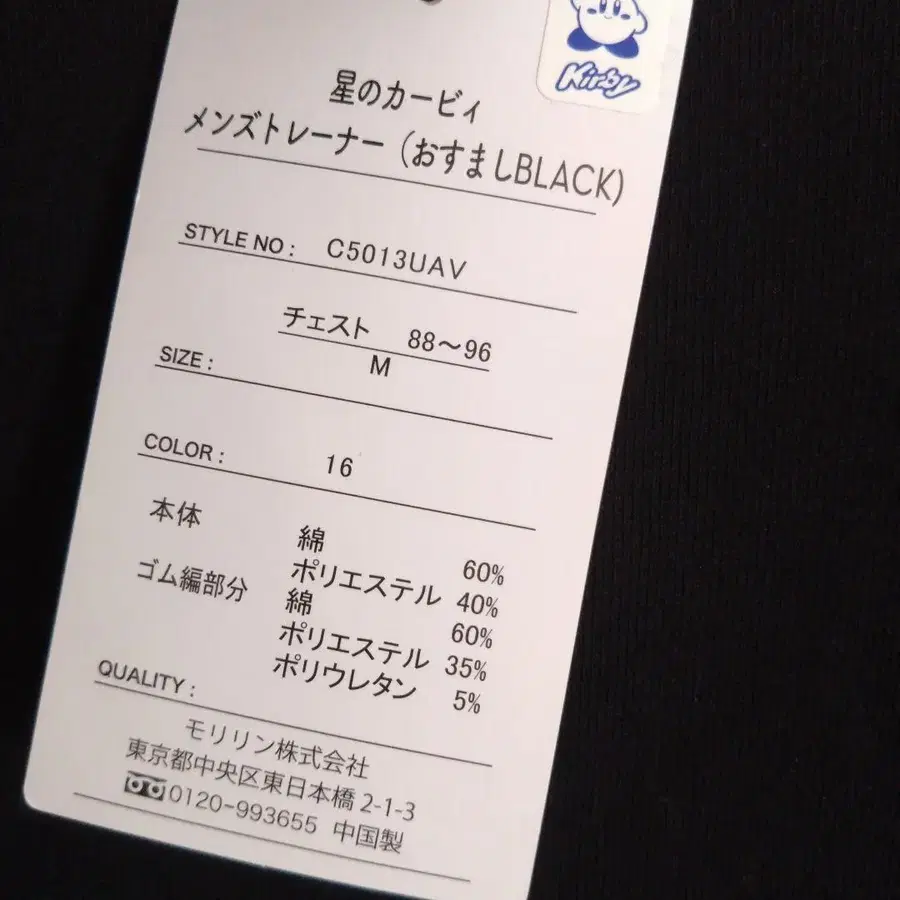 Kirby
星のカービィ
メンズトレーナー（おすましBLACK）
STYLE NO : C5013UAV
チェスト 88～96
SIZE : M
COLOR : 16
本体 綿 60%
ポリエステル 40%
ゴム編部分 綿 60%
ポリエステル 35%
ポリウレタン 5%
QUALITY :
モリリン株式会社
東京都中央区東日本橋2-1-3
0120-993655 中国製